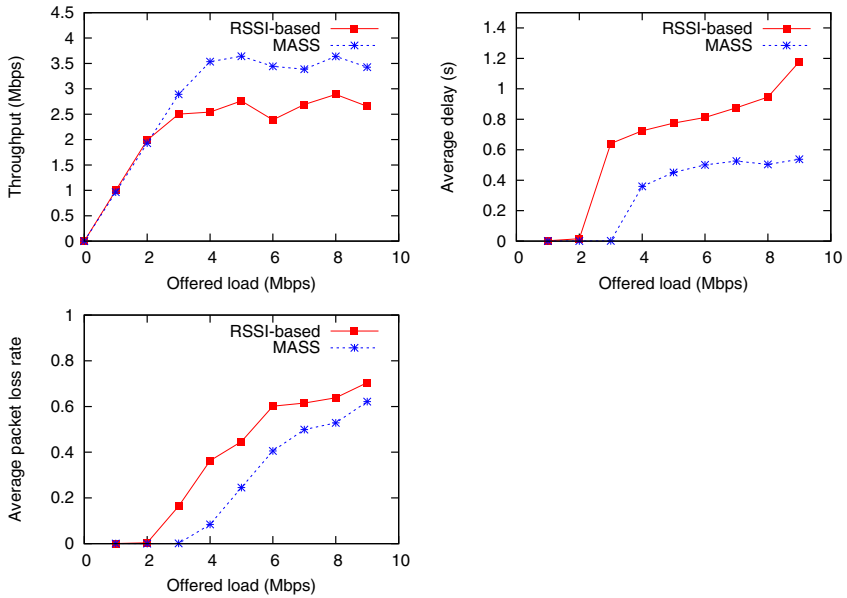 Throughput (Mbps)
4.5
4
3.5
3
2.5
2
1.5
1
0.5
0
0 2 4 6 8 10
Offered load (Mbps)
RSSI-based
MASS
Average delay (s)
1.4
1.2
1
0.8
0.6
0.4
0.2
0
0 2 4 6 8 10
Offered load (Mbps)
RSSI-based
MASS
Average packet loss rate
1
0.8
0.6
0.4
0.2
0
0 2 4 6 8 10
Offered load (Mbps)
RSSI-based
MASS